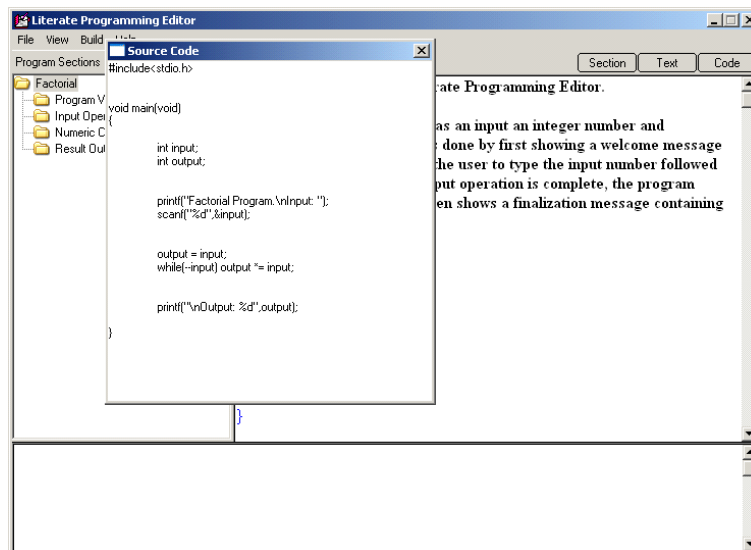 Literate Programming Editor
File View Build Help
Program Sections
Section Text Code
Factorial
Program V
Input Oper
Numeric C
Result Out
Source Code
#include<stdio.h>
void main(void)
{
int input;
int output;
printf("Factorial Program.\nInput: ");
scanf("%d",&input);
output = input;
while(--input) output *= input;
printf("\nOutput: %d",output);
}
rate Programming Editor.
as an input an integer number and
done by first showing a welcome message
he user to type the input number followed
put operation is complete, the program
en shows a finalization message containing
}